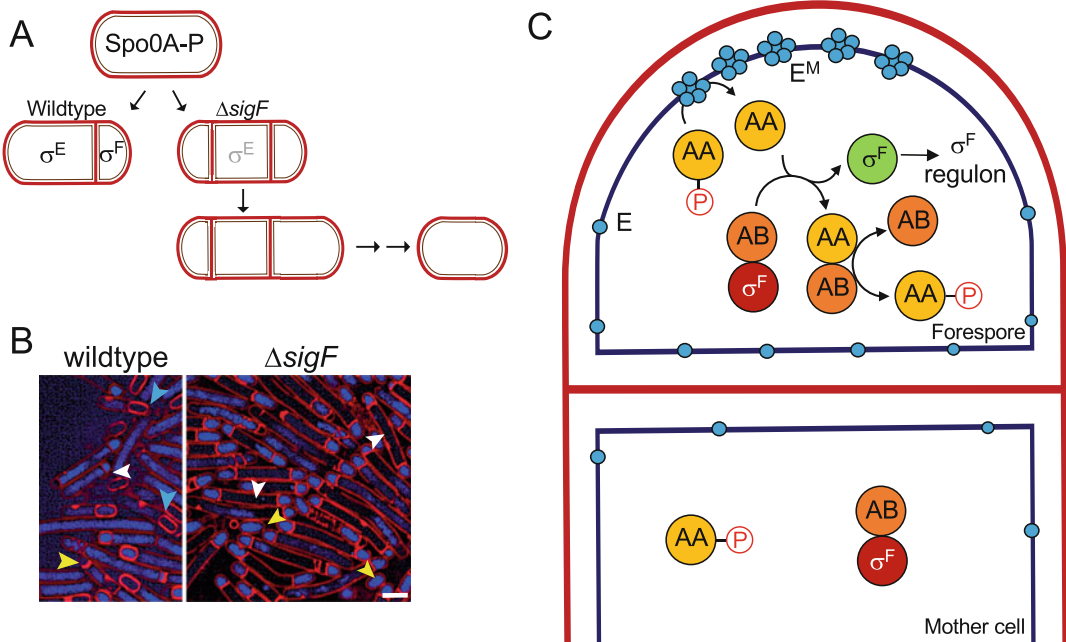 A
Spo0A-P
Wildtype
ΔsigF
σE
σF
σE
B
wildtype
ΔsigF
C
EM
AA
AA
P
σF
σF
regulon
E
AB
σF
AA
AB
AB
AA
P
Forespore
AA
P
AB
σF
Mother cell